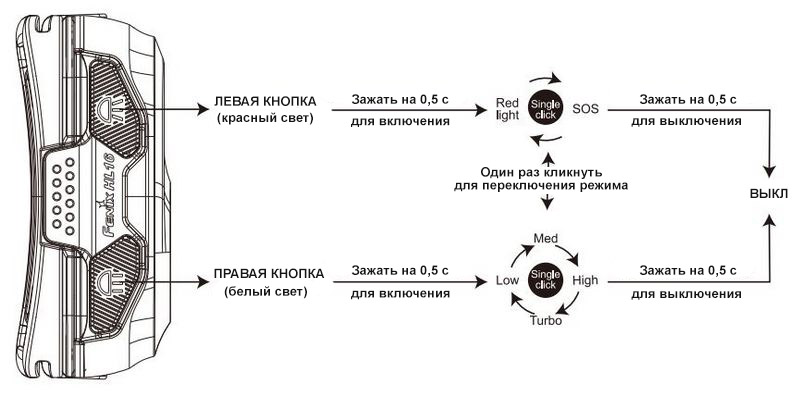 Fenix HL16
ЛЕВАЯ КНОПКА
(красный свет)
Зажать на 0,5 с
для включения
Red
light
Single
click
SOS
Зажать на 0,5 с
для выключения
Один раз кликнуть
для переключения режима
ВЫКЛ
ПРАВАЯ КНОПКА
(белый свет)
Зажать на 0,5 с
для включения
Med
Low
Single
click
High
Turbo
Зажать на 0,5 с
для выключения